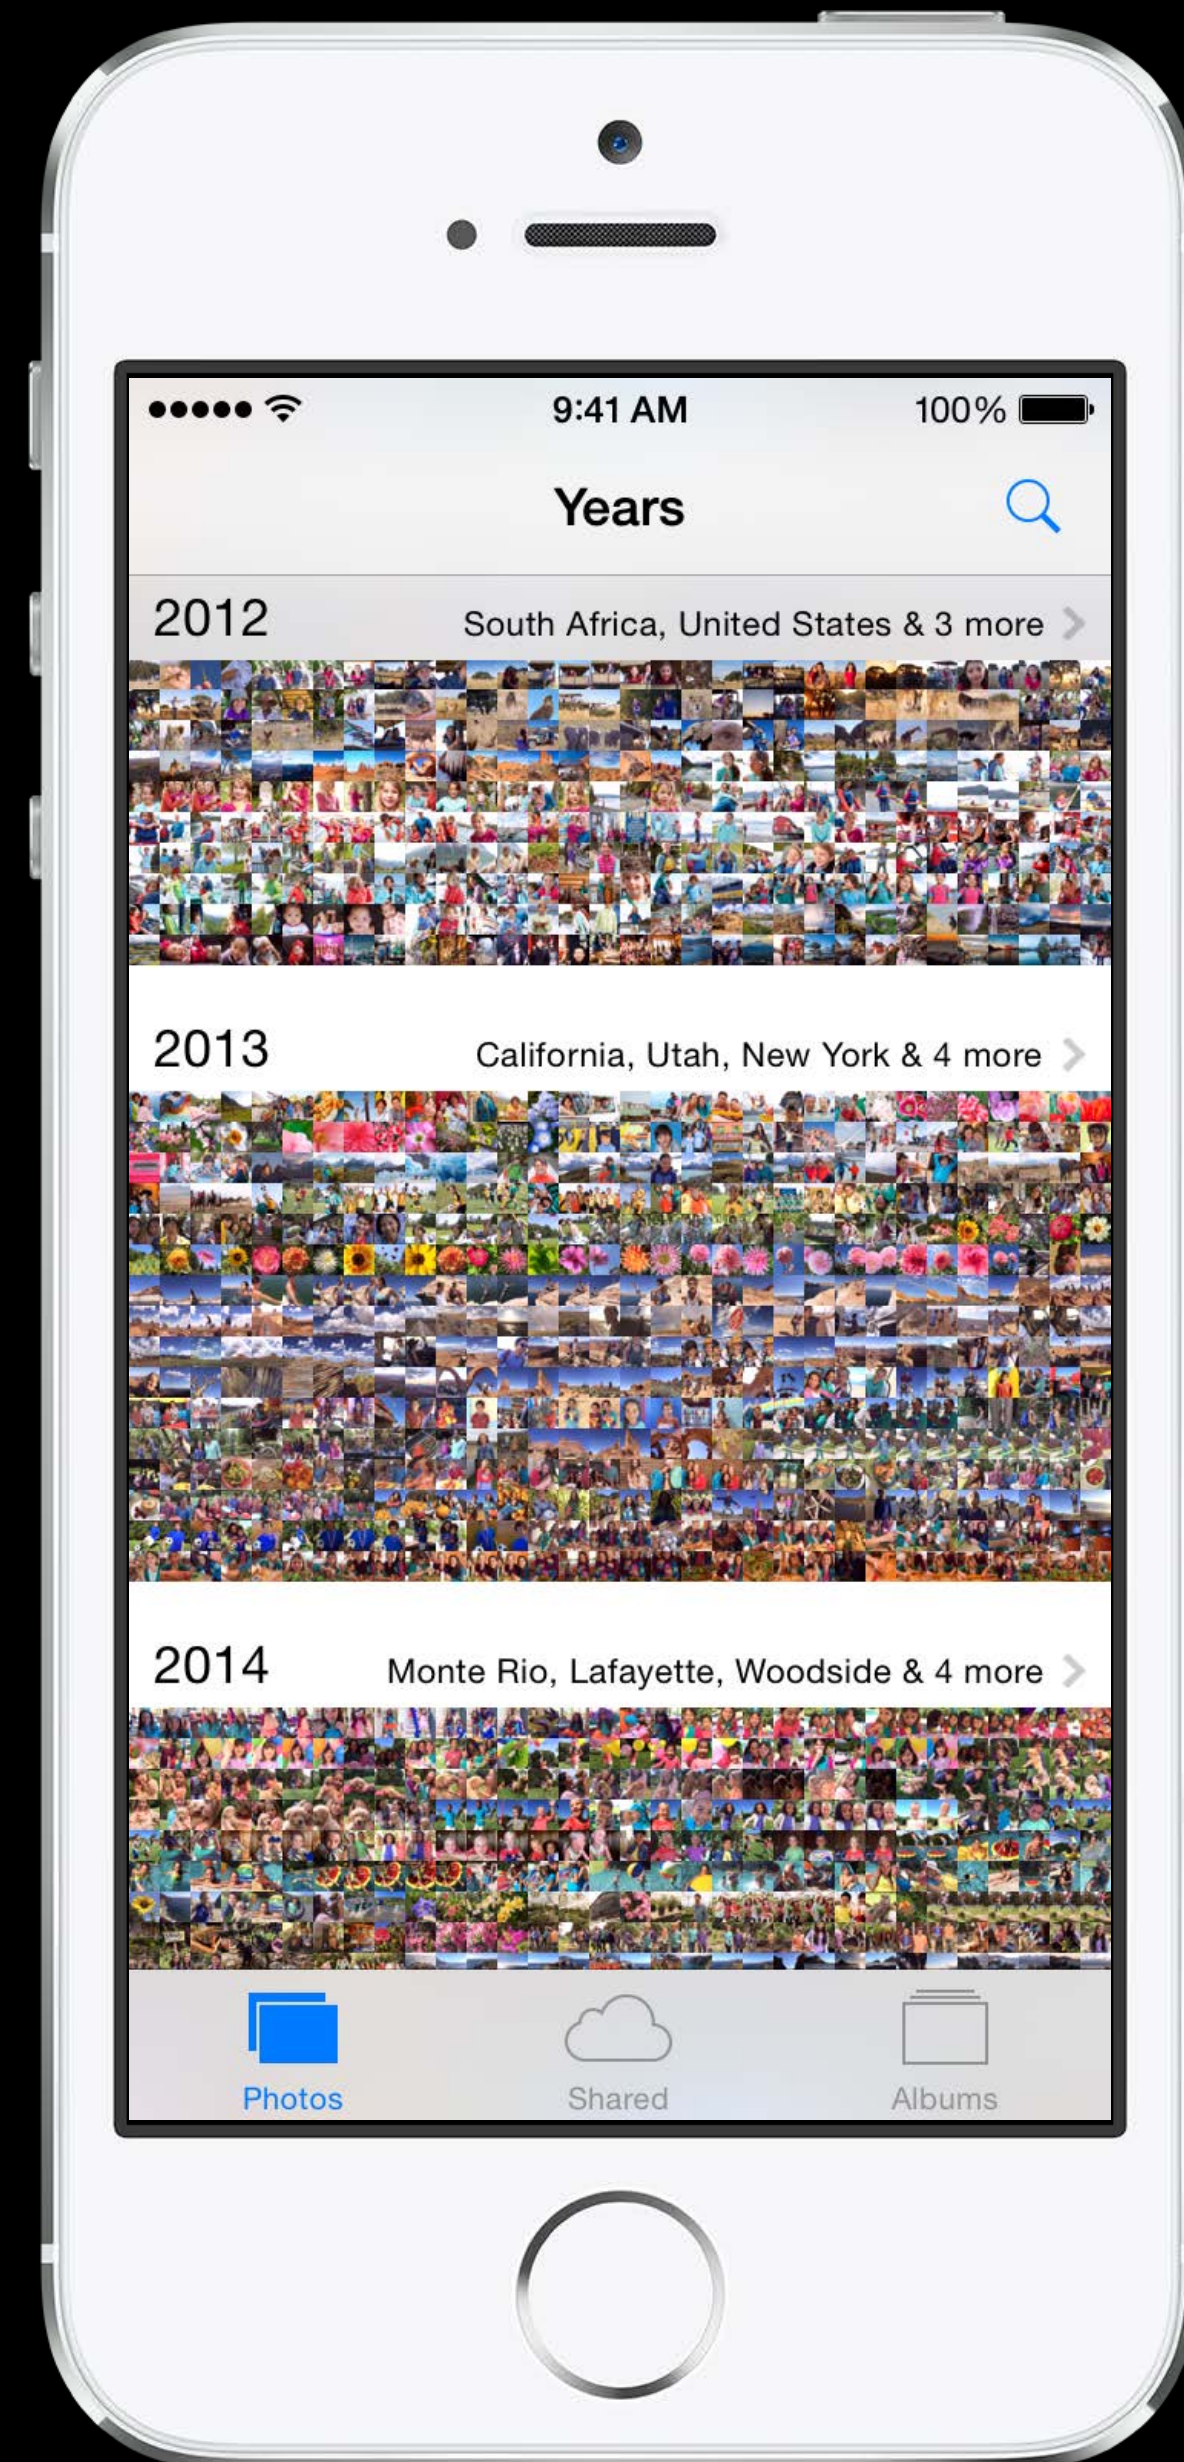 9:41 AM 100%
Years
2012 South Africa, United States & 3 more
2013 California, Utah, New York & 4 more
2014 Monte Rio, Lafayette, Woodside & 4 more
Photos Shared Albums